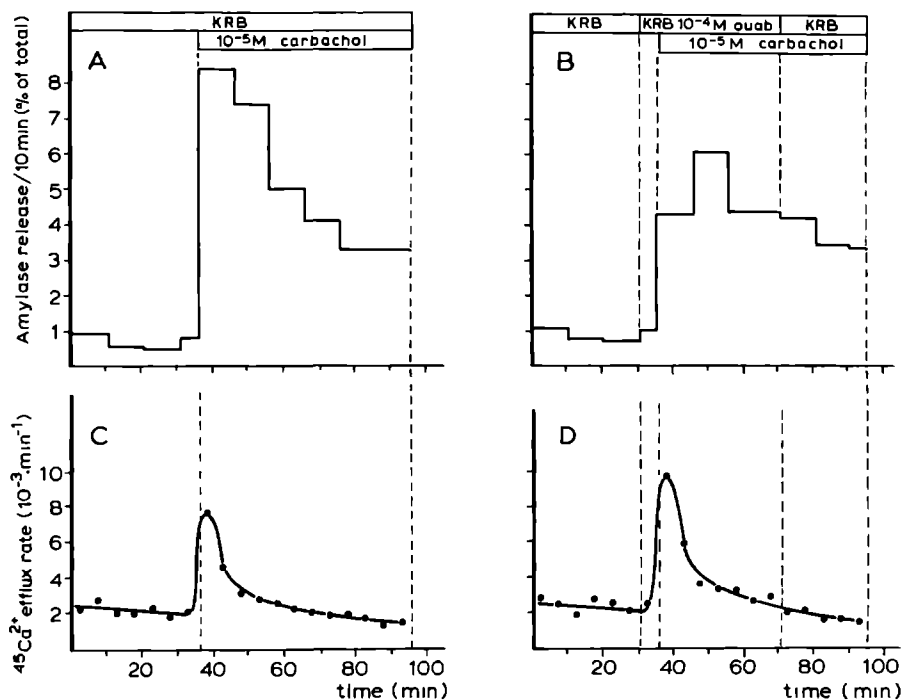 KRB
10⁻⁵M carbachol
A
Amylase release/10 min (% of total)
8
7
6
5
4
3
2
1
KRB
KRB 10⁻⁴M ouab
KRB
10⁻⁵M carbachol
B
C
⁴⁵Ca²⁺ efflux rate (10⁻³·min⁻¹)
10
8
6
4
2
20
40
60
80
100
time (min)
D
20
40
60
80
100
time (min)